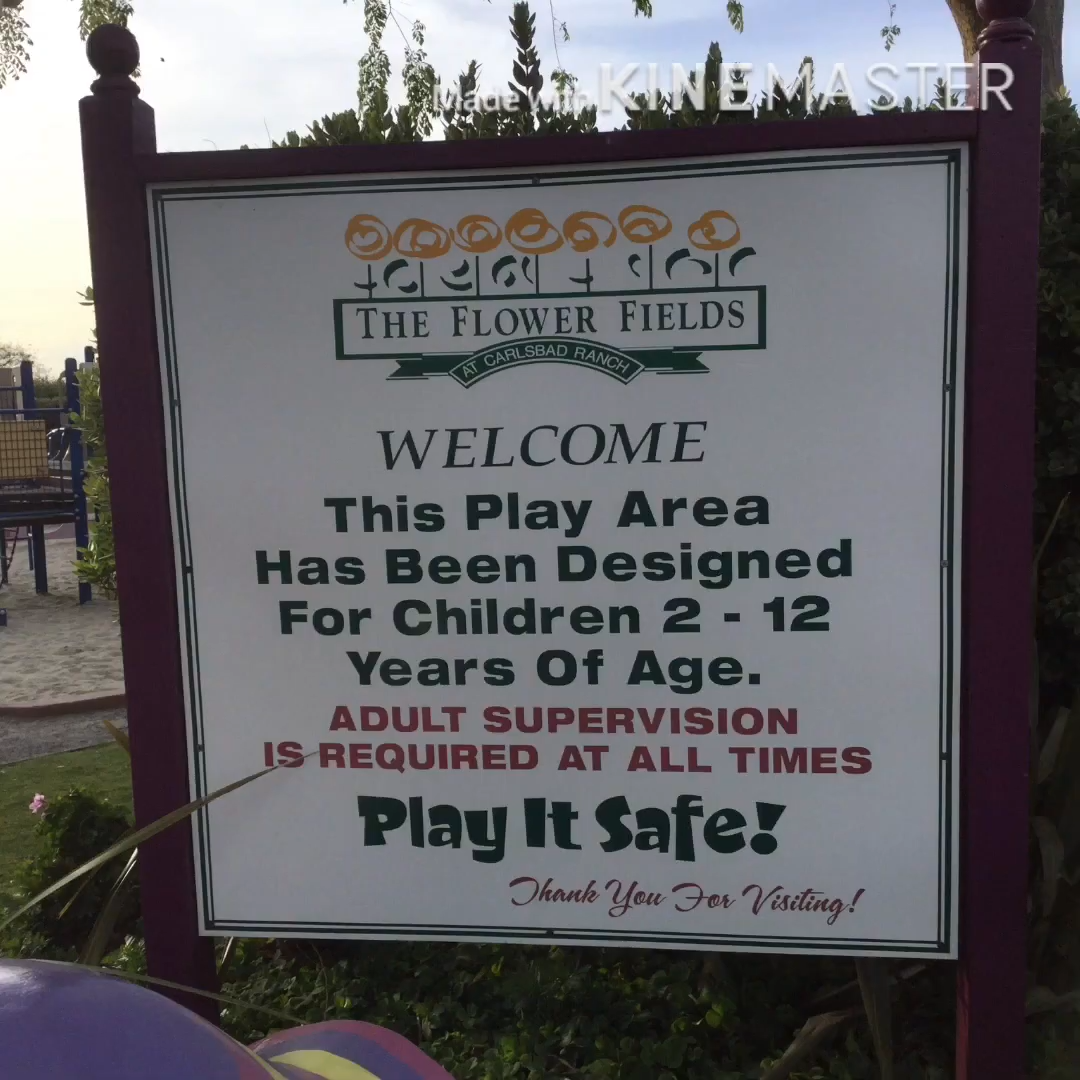 Made with KINEMASTER
THE FLOWER FIELDS
AT CARLSBAD RANCH
WELCOME
This Play Area
Has Been Designed
For Children 2 - 12
Years Of Age.
ADULT SUPERVISION
IS REQUIRED AT ALL TIMES
Play It Safe!
Thank You For Visiting!